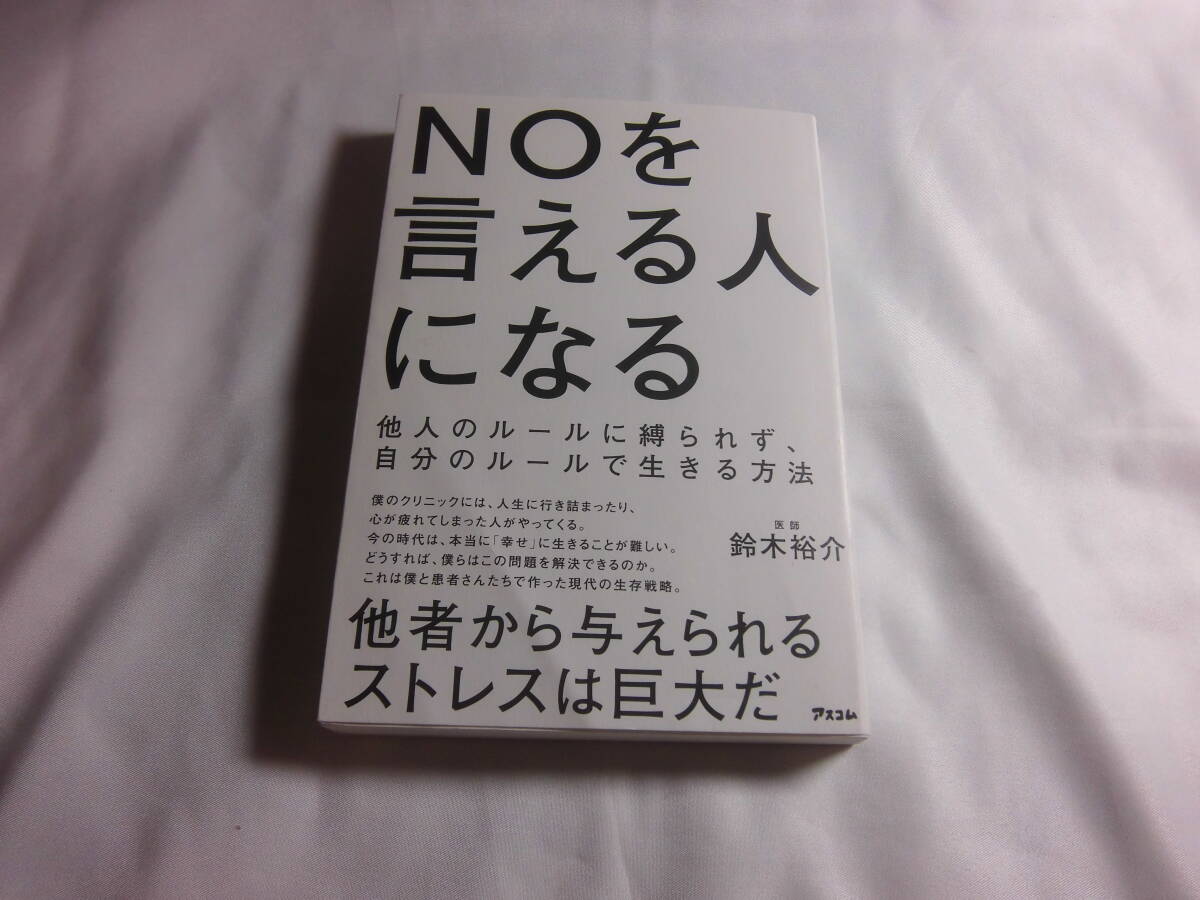 NOを
言える人
になる
他人のルールに縛られず、
自分のルールで生きる方法
僕のクリニックには、人生に行き詰まったり、
心が疲れてしまった人がやってくる。
今の時代は、本当に「幸せ」に生きることが難しい。
どうすれば、僕らはこの問題を解決できるのか。
これは僕と患者さんたちで作った現代の生存戦略。
医師
鈴木裕介
他者から与えられる
ストレスは巨大だ
アスコム